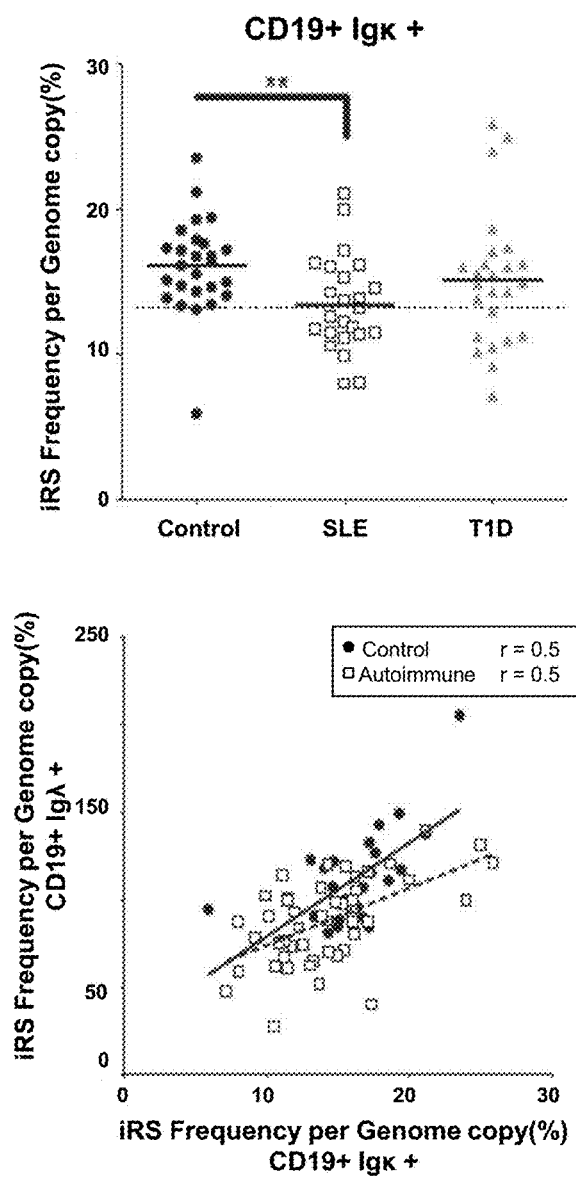 CD19+ Igκ +
iRS Frequency per Genome copy(%)
30
20
10
0
**
Control
SLE
T1D
iRS Frequency per Genome copy(%)
CD19+ Igλ +
250
150
50
0
Control r = 0.5
Autoimmune r = 0.5
0
10
20
30
iRS Frequency per Genome copy(%)
CD19+ Igκ +